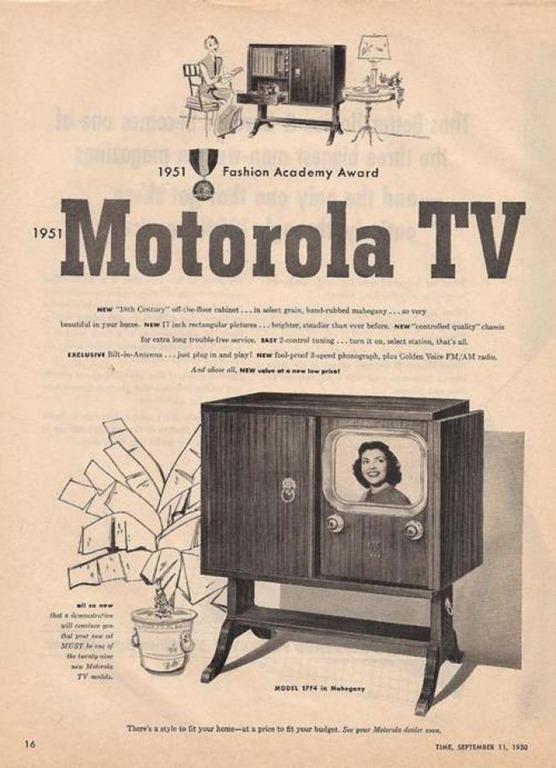 1951 Fashion Academy Award
1951 Motorola TV
NEW "18th Century" off-the-floor cabinet . . . in select grain, hand-rubbed mahogany . . . so very
beautiful in your home. NEW 17 inch rectangular pictures . . . brighter, steadier than ever before. NEW "controlled quality" chassis
for extra long trouble-free service. EASY 2-control tuning . . . turn it on, select station, that's all.
EXCLUSIVE Bilt-in-Antenna . . . just plug in and play! NEW fool-proof 3-speed phonograph, plus Golden Voice FM/AM radio.
And above all, NEW value at a new low price!
all so new
that a demonstration
will convince you
that your new set
MUST be one of
the twenty-nine
new Motorola
TV models.
MODEL 17F4 in Mahogany
There's a style to fit your home—at a price to fit your budget. See your Motorola dealer soon.
16
TIME, SEPTEMBER 11, 1950